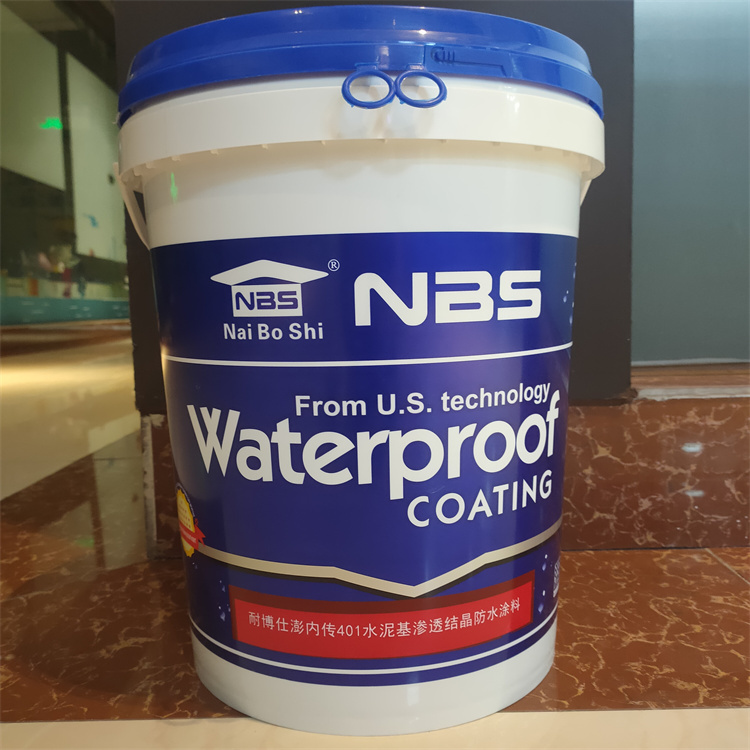 NBS
®
Nai Bo Shi
NBS
From U.S. technology
Waterproof
COATING
耐博仕澎内传401水泥基渗透结晶防水涂料